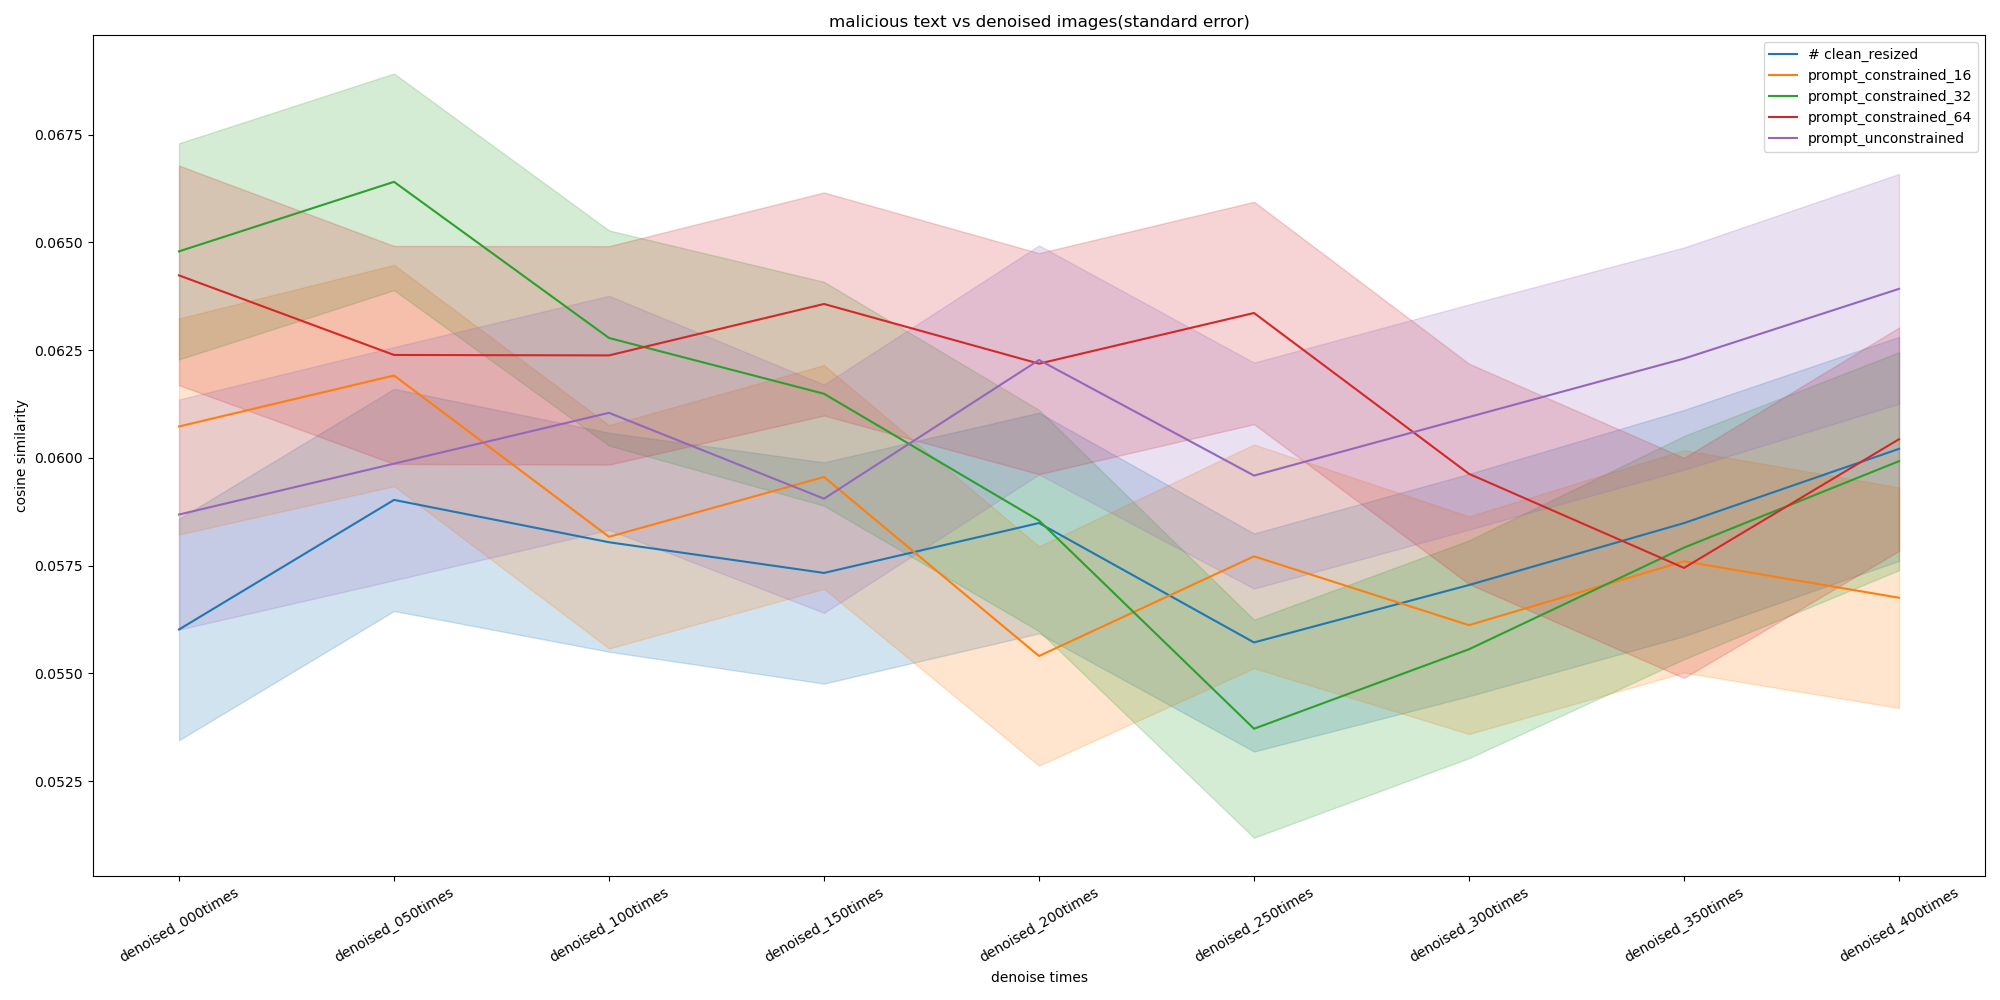 malicious text vs denoised images(standard error)
# clean_resized
prompt_constrained_16
prompt_constrained_32
prompt_constrained_64
prompt_unconstrained
cosine similarity
0.0675
0.0650
0.0625
0.0600
0.0575
0.0550
0.0525
denoised_000times
denoised_050times
denoised_100times
denoised_150times
denoised_200times
denoised_250times
denoised_300times
denoised_350times
denoised_400times
denoise times